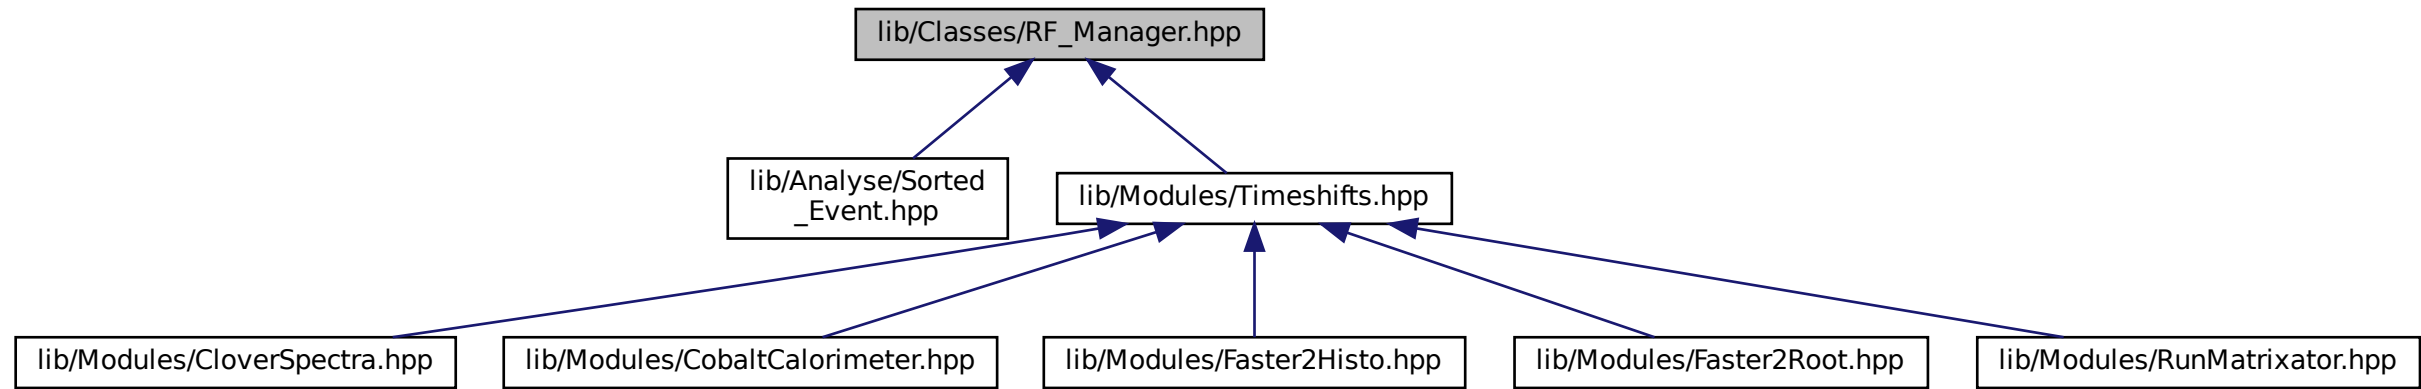 lib/Classes/RF_Manager.hpp
lib/Analyse/Sorted
_Event.hpp
lib/Modules/Timeshifts.hpp
lib/Modules/CloverSpectra.hpp
lib/Modules/CobaltCalorimeter.hpp
lib/Modules/Faster2Histo.hpp
lib/Modules/Faster2Root.hpp
lib/Modules/RunMatrixator.hpp